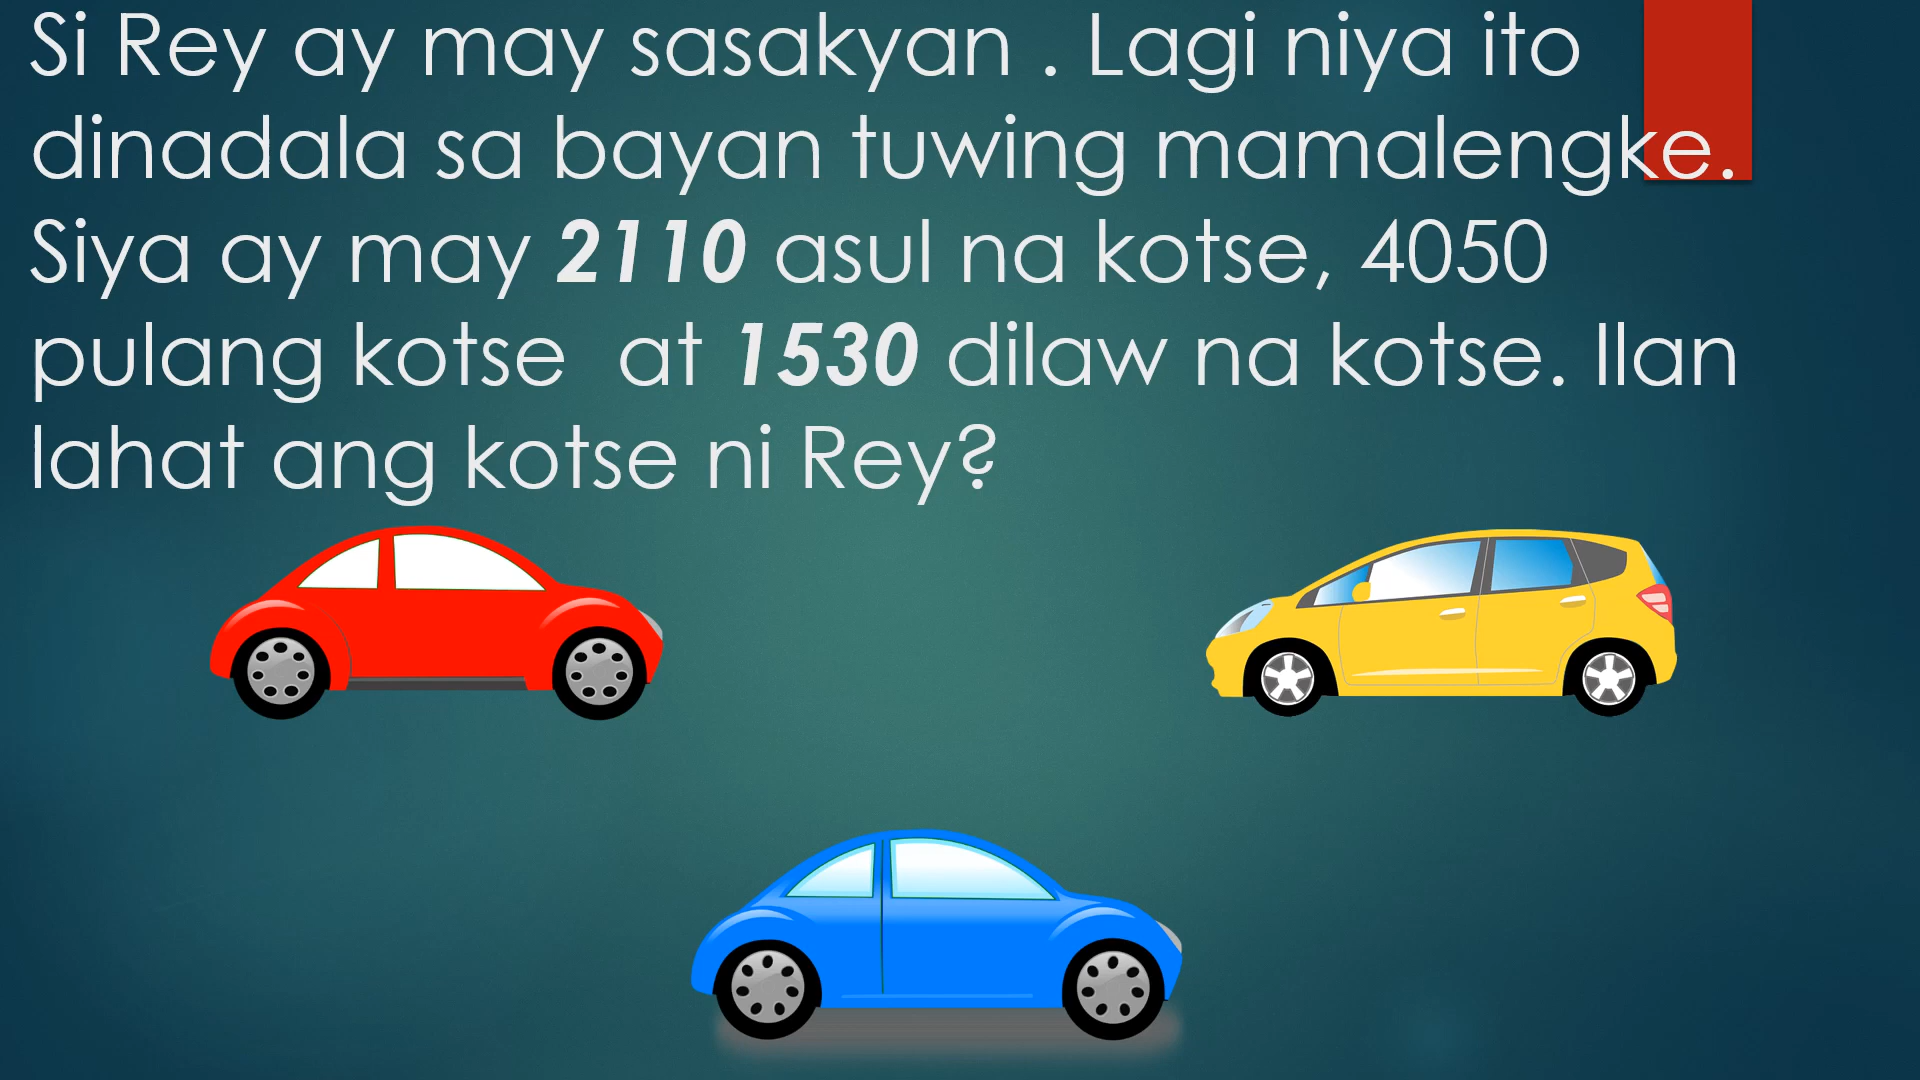 Si Rey ay may sasakyan . Lagi niya ito
dinadala sa bayan tuwing mamalengke.
Siya ay may 2110 asul na kotse, 4050
pulang kotse  at 1530 dilaw na kotse. Ilan
lahat ang kotse ni Rey?